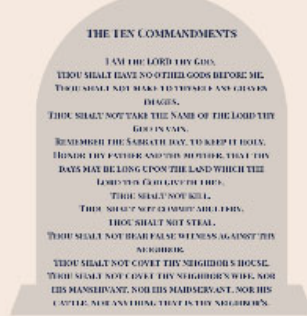 THE TEN COMMANDMENTS
I AM THE LORD THY GOD.
THOU SHALT HAVE NO OTHER GODS BEFORE ME.
THOU SHALT NOT MAKE TO THYSELF ANY GRAVEN
IMAGES.
THOU SHALT NOT TAKE THE NAME OF THE LORD THY
GOD IN VAIN.
REMEMBER THE SABBATH DAY, TO KEEP IT HOLY.
HONOR THY FATHER AND THY MOTHER, THAT THY
DAYS MAY BE LONG UPON THE LAND WHICH THE
LORD THY GOD GIVETH THEE.
THOU SHALT NOT KILL.
THOU SHALT NOT COMMIT ADULTERY.
THOU SHALT NOT STEAL.
THOU SHALT NOT BEAR FALSE WITNESS AGAINST THY
NEIGHBOR.
THOU SHALT NOT COVET THY NEIGHBOR'S HOUSE.
THOU SHALT NOT COVET THY NEIGHBOR'S WIFE, NOR
HIS MANSERVANT, NOR HIS MAIDSERVANT, NOR HIS
CATTLE, NOR ANYTHING THAT IS THY NEIGHBOR'S.